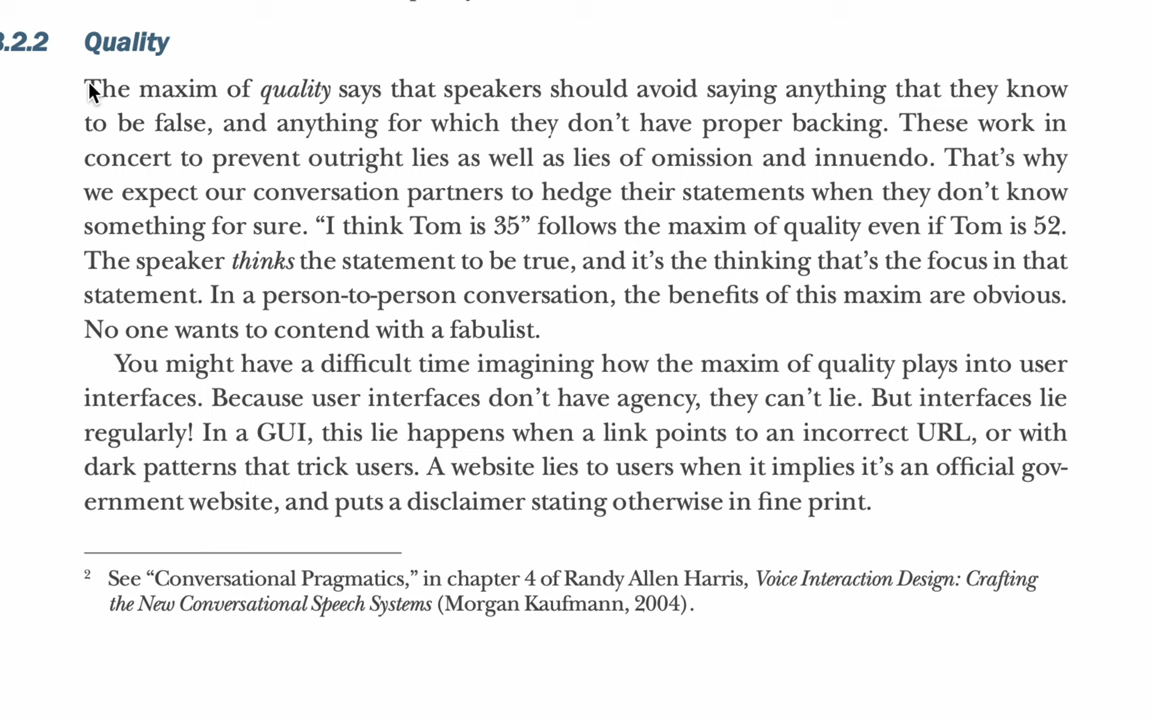 3.2.2 Quality
The maxim of quality says that speakers should avoid saying anything that they know
to be false, and anything for which they don’t have proper backing. These work in
concert to prevent outright lies as well as lies of omission and innuendo. That’s why
we expect our conversation partners to hedge their statements when they don’t know
something for sure. “I think Tom is 35” follows the maxim of quality even if Tom is 52.
The speaker thinks the statement to be true, and it’s the thinking that’s the focus in that
statement. In a person-to-person conversation, the benefits of this maxim are obvious.
No one wants to contend with a fabulist.
You might have a difficult time imagining how the maxim of quality plays into user
interfaces. Because user interfaces don’t have agency, they can’t lie. But interfaces lie
regularly! In a GUI, this lie happens when a link points to an incorrect URL, or with
dark patterns that trick users. A website lies to users when it implies it’s an official gov-
ernment website, and puts a disclaimer stating otherwise in fine print.
2 See “Conversational Pragmatics,” in chapter 4 of Randy Allen Harris, Voice Interaction Design: Crafting
the New Conversational Speech Systems (Morgan Kaufmann, 2004).